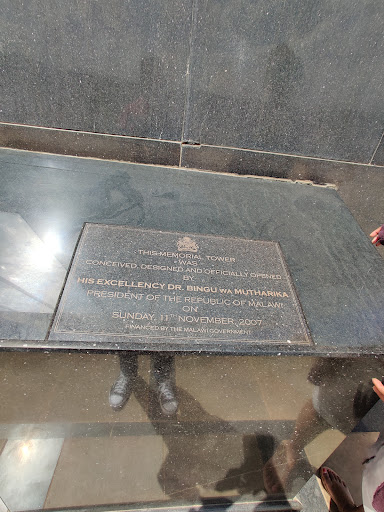 THIS MEMORIAL TOWER
WAS
CONCEIVED, DESIGNED AND OFFICIALLY OPENED
BY
HIS EXCELLENCY DR. BINGU WA MUTHARIKA
PRESIDENT OF THE REPUBLIC OF MALAWI
ON
SUNDAY, 11TH NOVEMBER, 2007
FINANCED BY THE MALAWI GOVERNMENT